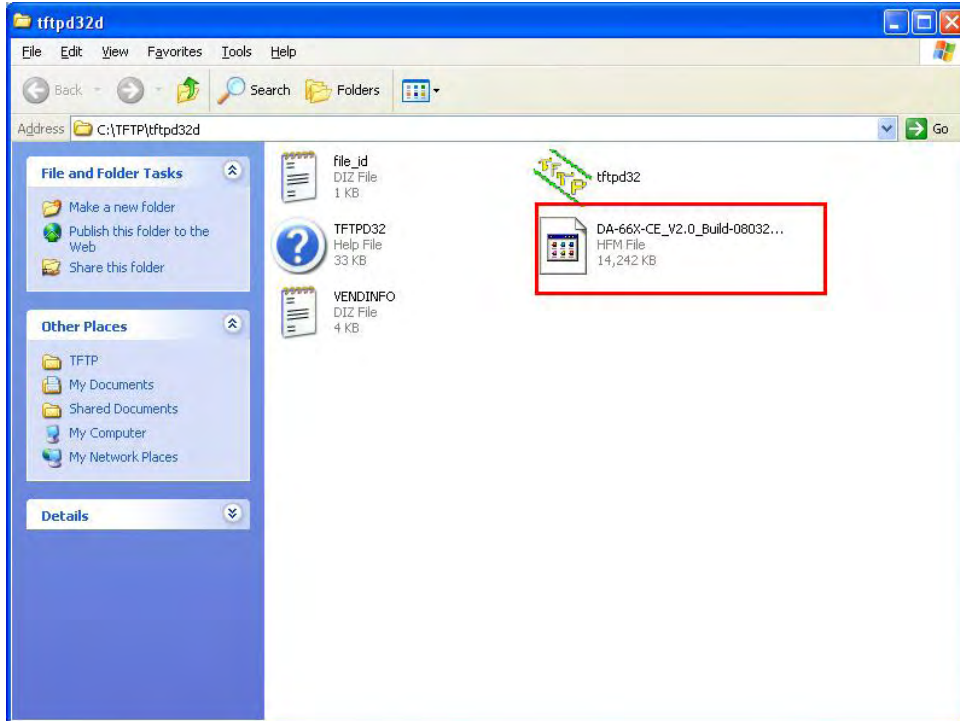 tftpd32d
File Edit View Favorites Tools Help
Back Search Folders
Address C:\TFTP\tftpd32d Go
File and Folder Tasks
Make a new folder
Publish this folder to the
Web
Share this folder
Other Places
TFTP
My Documents
Shared Documents
My Computer
My Network Places
Details
file_id
DIZ File
1 KB
TFTP
tftpd32
TFTPD32
Help File
33 KB
DA-66X-CE_V2.0_Build-08032...
HFM File
14,242 KB
VENDINFO
DIZ File
4 KB